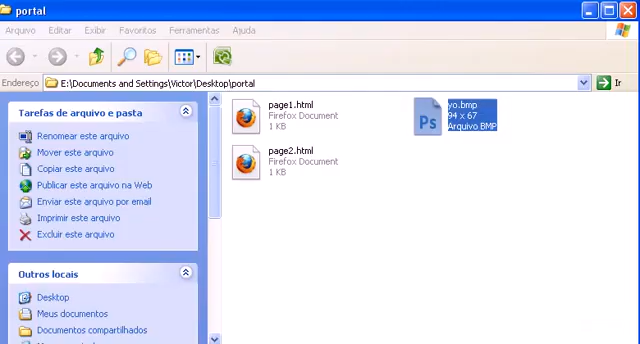 portal
Arquivo Editar Exibir Favoritos Ferramentas Ajuda
Endereço E:\Documents and Settings\Victor\Desktop\portal Ir
Tarefas de arquivo e pasta
Renomear este arquivo
Mover este arquivo
Copiar este arquivo
Publicar este arquivo na Web
Enviar este arquivo por email
Imprimir este arquivo
Excluir este arquivo
Outros locais
Desktop
Meus documentos
Documentos compartilhados
page1.html
Firefox Document
1 KB
page2.html
Firefox Document
1 KB
Ps
yo.bmp
94 x 67
Arquivo BMP